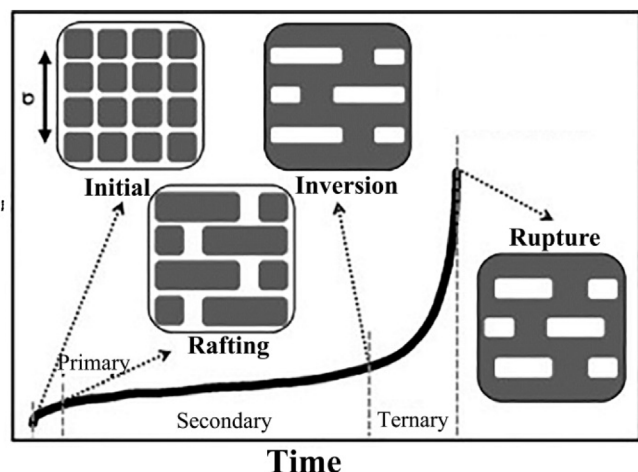 σ
Initial
Inversion
Rafting
Rupture
Primary
Secondary
Ternary
Time